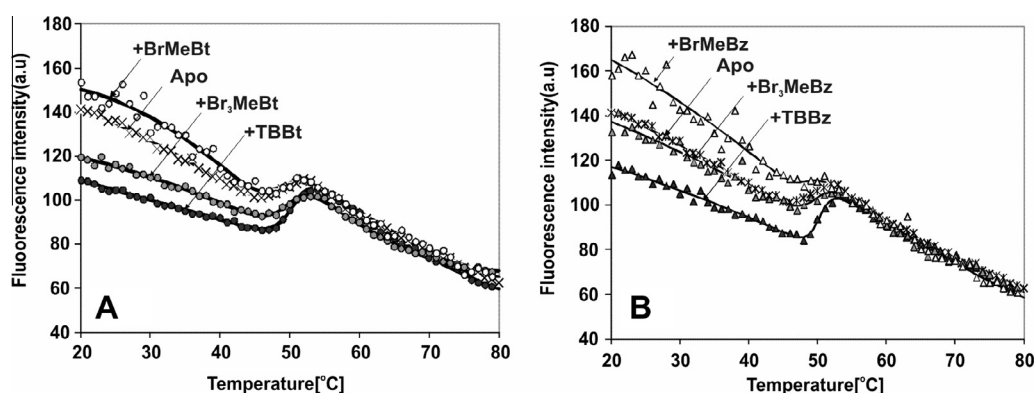 180
160
140
120
100
80
60
40
20
30
40
50
60
70
80
Fluorescence intensity(a.u)
Temperature[°C]
+BrMeBt
Apo
+Br₃MeBt
+TBBt
A
180
160
140
120
100
80
60
40
20
30
40
50
60
70
80
Fluoorescence intensity(a.u)
Temperature[°C]
+BrMeBz
Apo
+Br₃MeBz
+TBBz
B